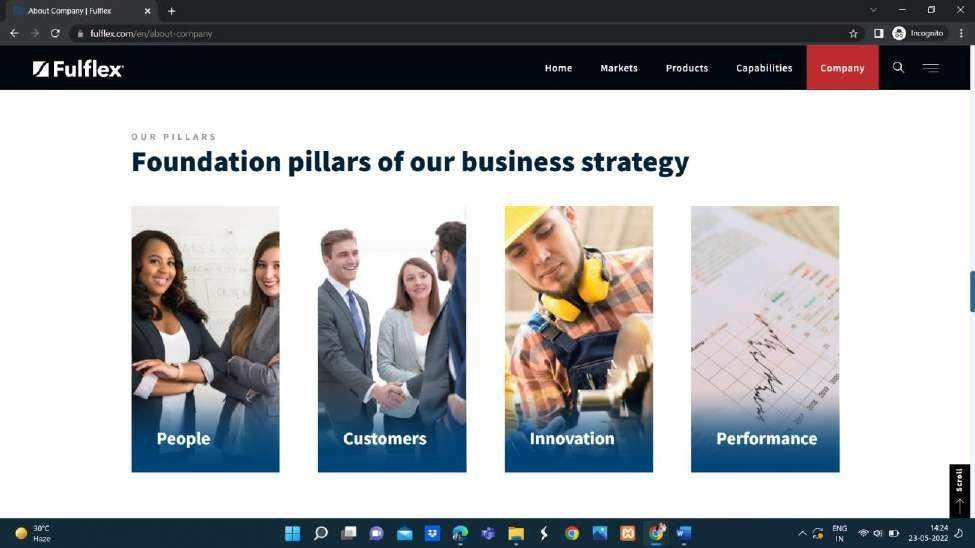 About Company | Fulflex
fulflex.com/en/about-company
Incognito
Fulflex
Home Markets Products Capabilities Company
OUR PILLARS
Foundation pillars of our business strategy
People Customers Innovation Performance
Scroll
30°C
Haze
ENG
IN
14:24
23-05-2022